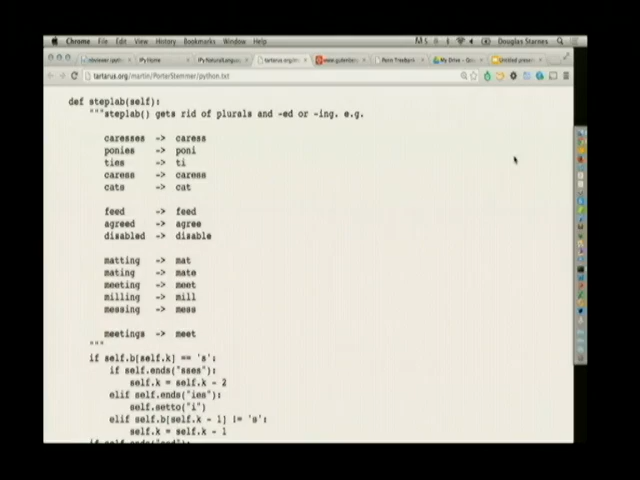 Chrome File Edit View History Bookmarks Window Help Douglas Starnes
tartarus.org/martin/PorterStemmer/python.txt
def step1ab(self):
"""step1ab() gets rid of plurals and -ed or -ing. e.g.
caresses -> caress
ponies -> poni
ties -> ti
caress -> caress
cats -> cat
feed -> feed
agreed -> agree
disabled -> disable
matting -> mat
mating -> mate
meeting -> meet
milling -> mill
messing -> mess
meetings -> meet
"""
if self.b[self.k] == 's':
if self.ends("sses"):
self.k = self.k - 2
elif self.ends("ies"):
self.setto("i")
elif self.b[self.k - 1] != 's':
self.k = self.k - 1